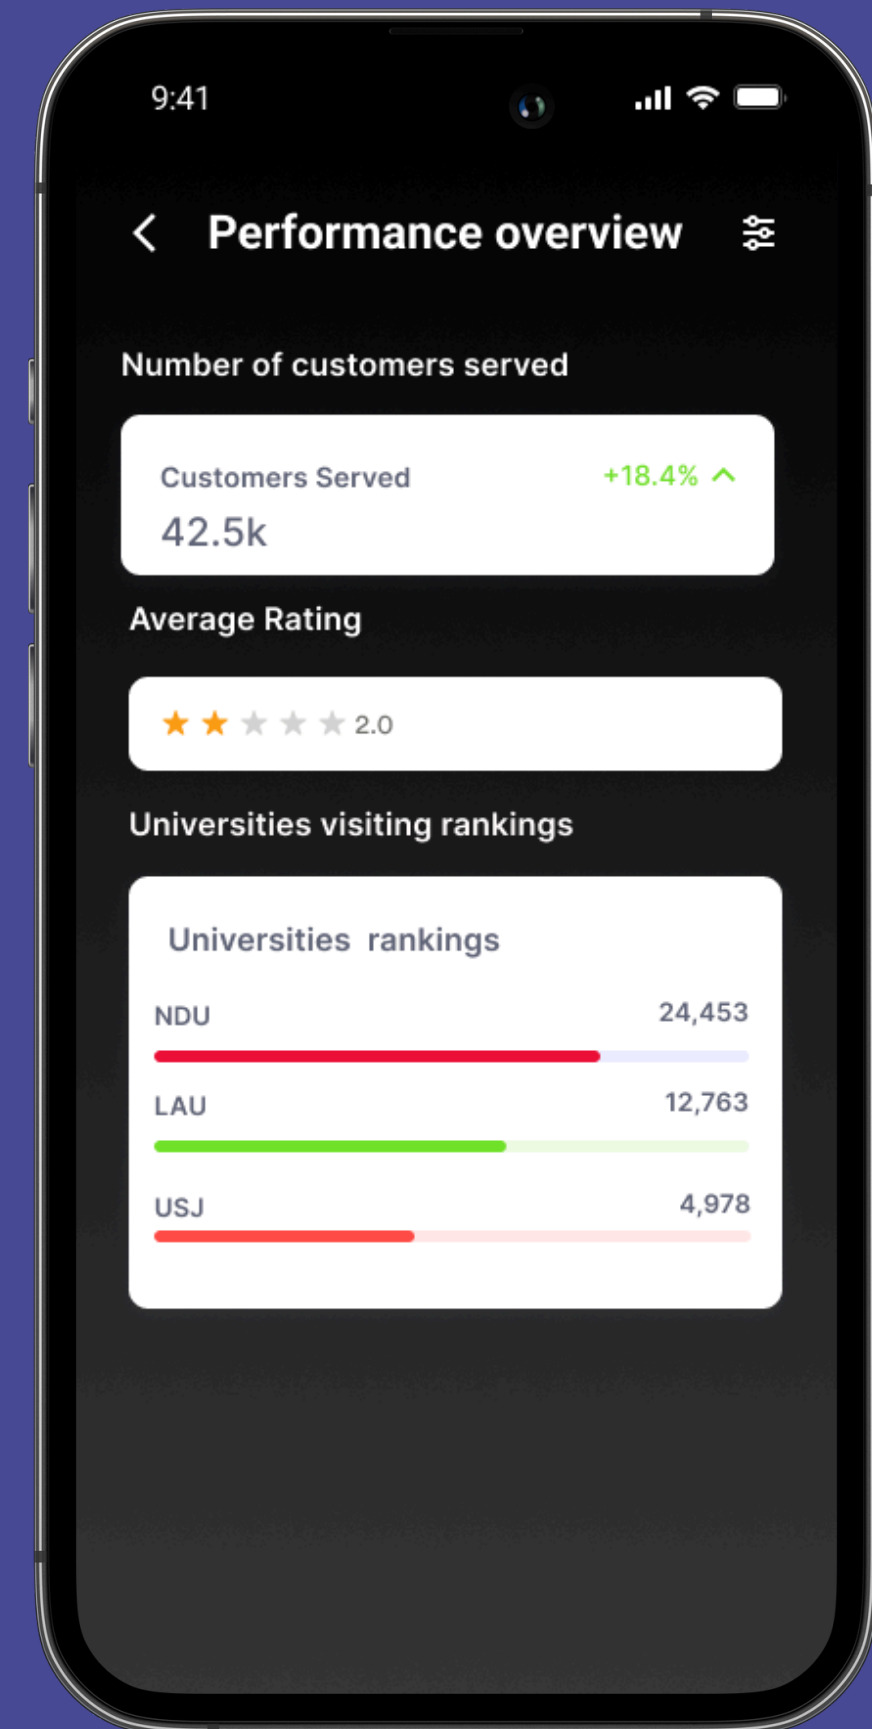 9:41
Performance overview
Number of customers served
Customers Served +18.4%
42.5k
Average Rating
2.0
Universities visiting rankings
Universities rankings
NDU 24,453
LAU 12,763
USJ 4,978